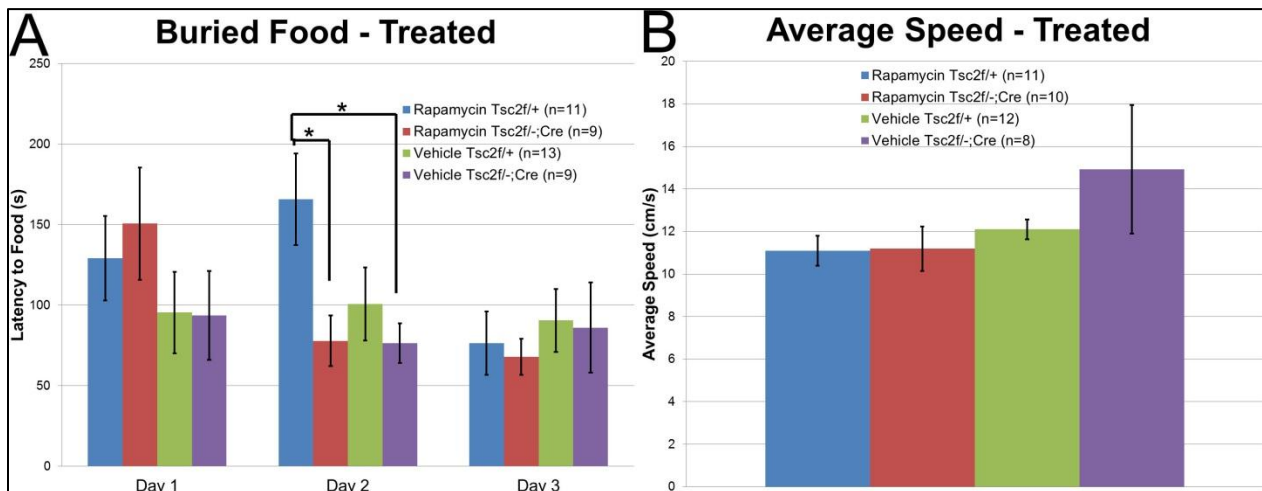 A
Buried Food - Treated
250
200
150
100
50
0
Latency to Food (s)
Rapamycin Tsc2f/+ (n=11)
Rapamycin Tsc2f/-;Cre (n=9)
Vehicle Tsc2f/+ (n=13)
Vehicle Tsc2f/-;Cre (n=9)
*
*
Day 1
Day 2
Day 3
B
Average Speed - Treated
20
18
16
14
12
10
8
6
4
2
0
Average Speed (cm/s)
Rapamycin Tsc2f/+ (n=11)
Rapamycin Tsc2f/-;Cre (n=10)
Vehicle Tsc2f/+ (n=12)
Vehicle Tsc2f/-;Cre (n=8)